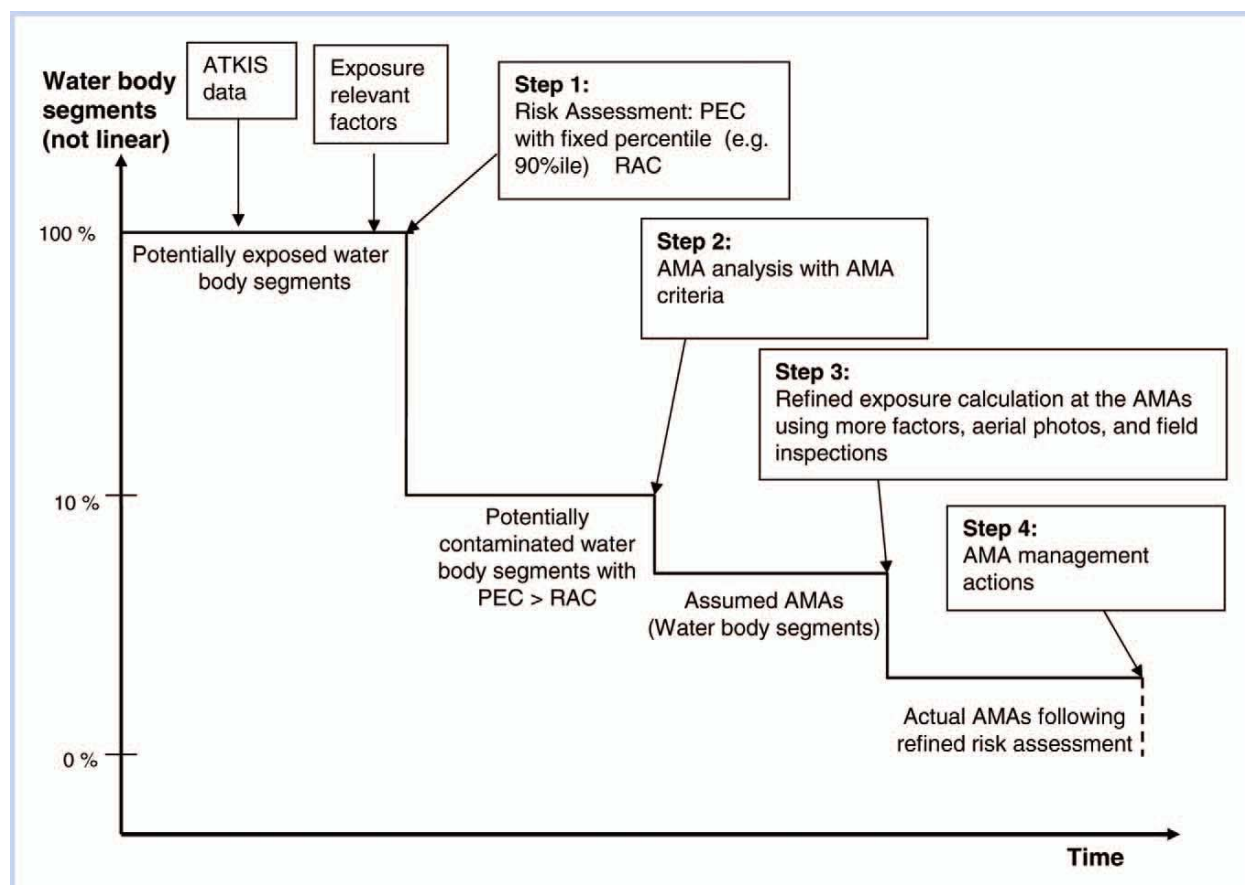 Water body
segments
(not linear)
ATKIS
data
Exposure
relevant
factors
Step 1:
Risk Assessment: PEC
with fixed percentile (e.g.
90%ile) RAC
100 %
Potentially exposed water
body segments
Step 2:
AMA analysis with AMA
criteria
Step 3:
Refined exposure calculation at the AMAs
using more factors, aerial photos, and field
inspections
10 %
Potentially
contaminated water
body segments with
PEC > RAC
Assumed AMAs
(Water body segments)
Step 4:
AMA management
actions
Actual AMAs following
refined risk assessment
0 %
Time